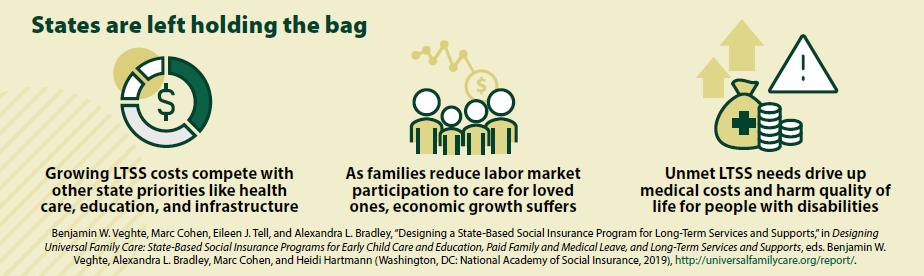 States are left holding the bag
$
$
!
Growing LTSS costs compete with
other state priorities like health
care, education, and infrastructure
As families reduce labor market
participation to care for loved
ones, economic growth suffers
Unmet LTSS needs drive up
medical costs and harm quality of
life for people with disabilities
Benjamin W. Veghte, Marc Cohen, Eileen J. Tell, and Alexandra L. Bradley, “Designing a State-Based Social Insurance Program for Long-Term Services and Supports,” in Designing
Universal Family Care: State-Based Social Insurance Programs for Early Child Care and Education, Paid Family and Medical Leave, and Long-Term Services and Supports, eds. Benjamin W.
Veghte, Alexandra L. Bradley, Marc Cohen, and Heidi Hartmann (Washington, DC: National Academy of Social Insurance, 2019), http://universalfamilycare.org/report/.